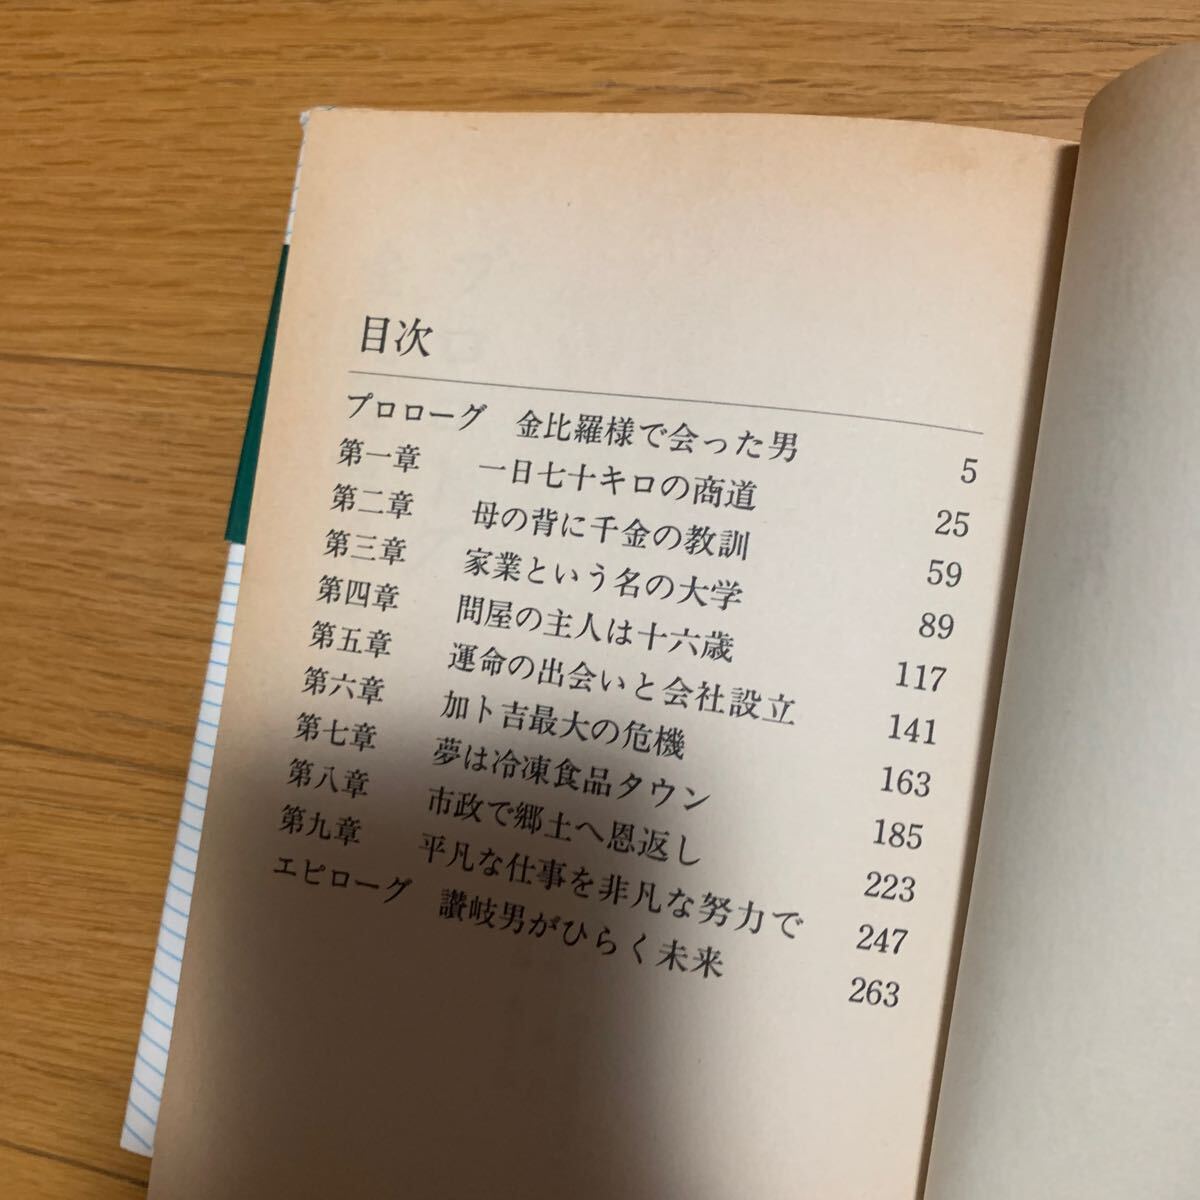 目次
プロローグ 金比羅様で会った男 5
第一章 一日七十キロの商道 25
第二章 母の背に千金の教訓 59
第三章 家業という名の大学 89
第四章 問屋の主人は十六歳 117
第五章 運命の出会いと会社設立 141
第六章 加ト吉最大の危機 163
第七章 夢は冷凍食品タウン 185
第八章 市政で郷土へ恩返し 223
第九章 平凡な仕事を非凡な努力で 247
エピローグ 讃岐男がひらく未来 263